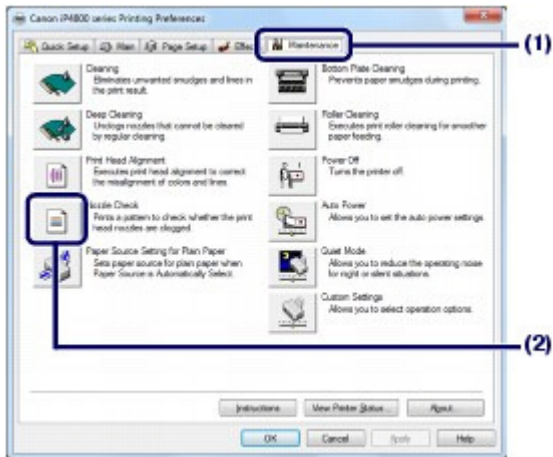 Canon iP4800 series Printing Preferences
Quick Setup Main Page Setup Effects Maintenance
(1)
Cleaning
Eliminates unwanted smudges and lines in
the print result.
Bottom Plate Cleaning
Prevents paper smudges during printing.
Deep Cleaning
Unclogs nozzles that cannot be cleared
by regular cleaning.
Roller Cleaning
Executes print roller cleaning for smoother
paper feeding.
Print Head Alignment
Executes print head alignment to correct
the misalignment of colors and lines.
Power Off
Turns the printer off.
Nozzle Check
Prints a pattern to check whether the print
head nozzles are clogged.
Auto Power
Allows you to set the auto power settings.
Paper Source Setting for Plain Paper
Sets paper source for plain paper when
Paper Source is Automatically Select.
Quiet Mode
Allows you to reduce the operating noise
for night or silent situations.
Custom Settings
Allows you to select operation options.
(2)
Instructions View Printer Status... About...
OK Cancel Apply Help